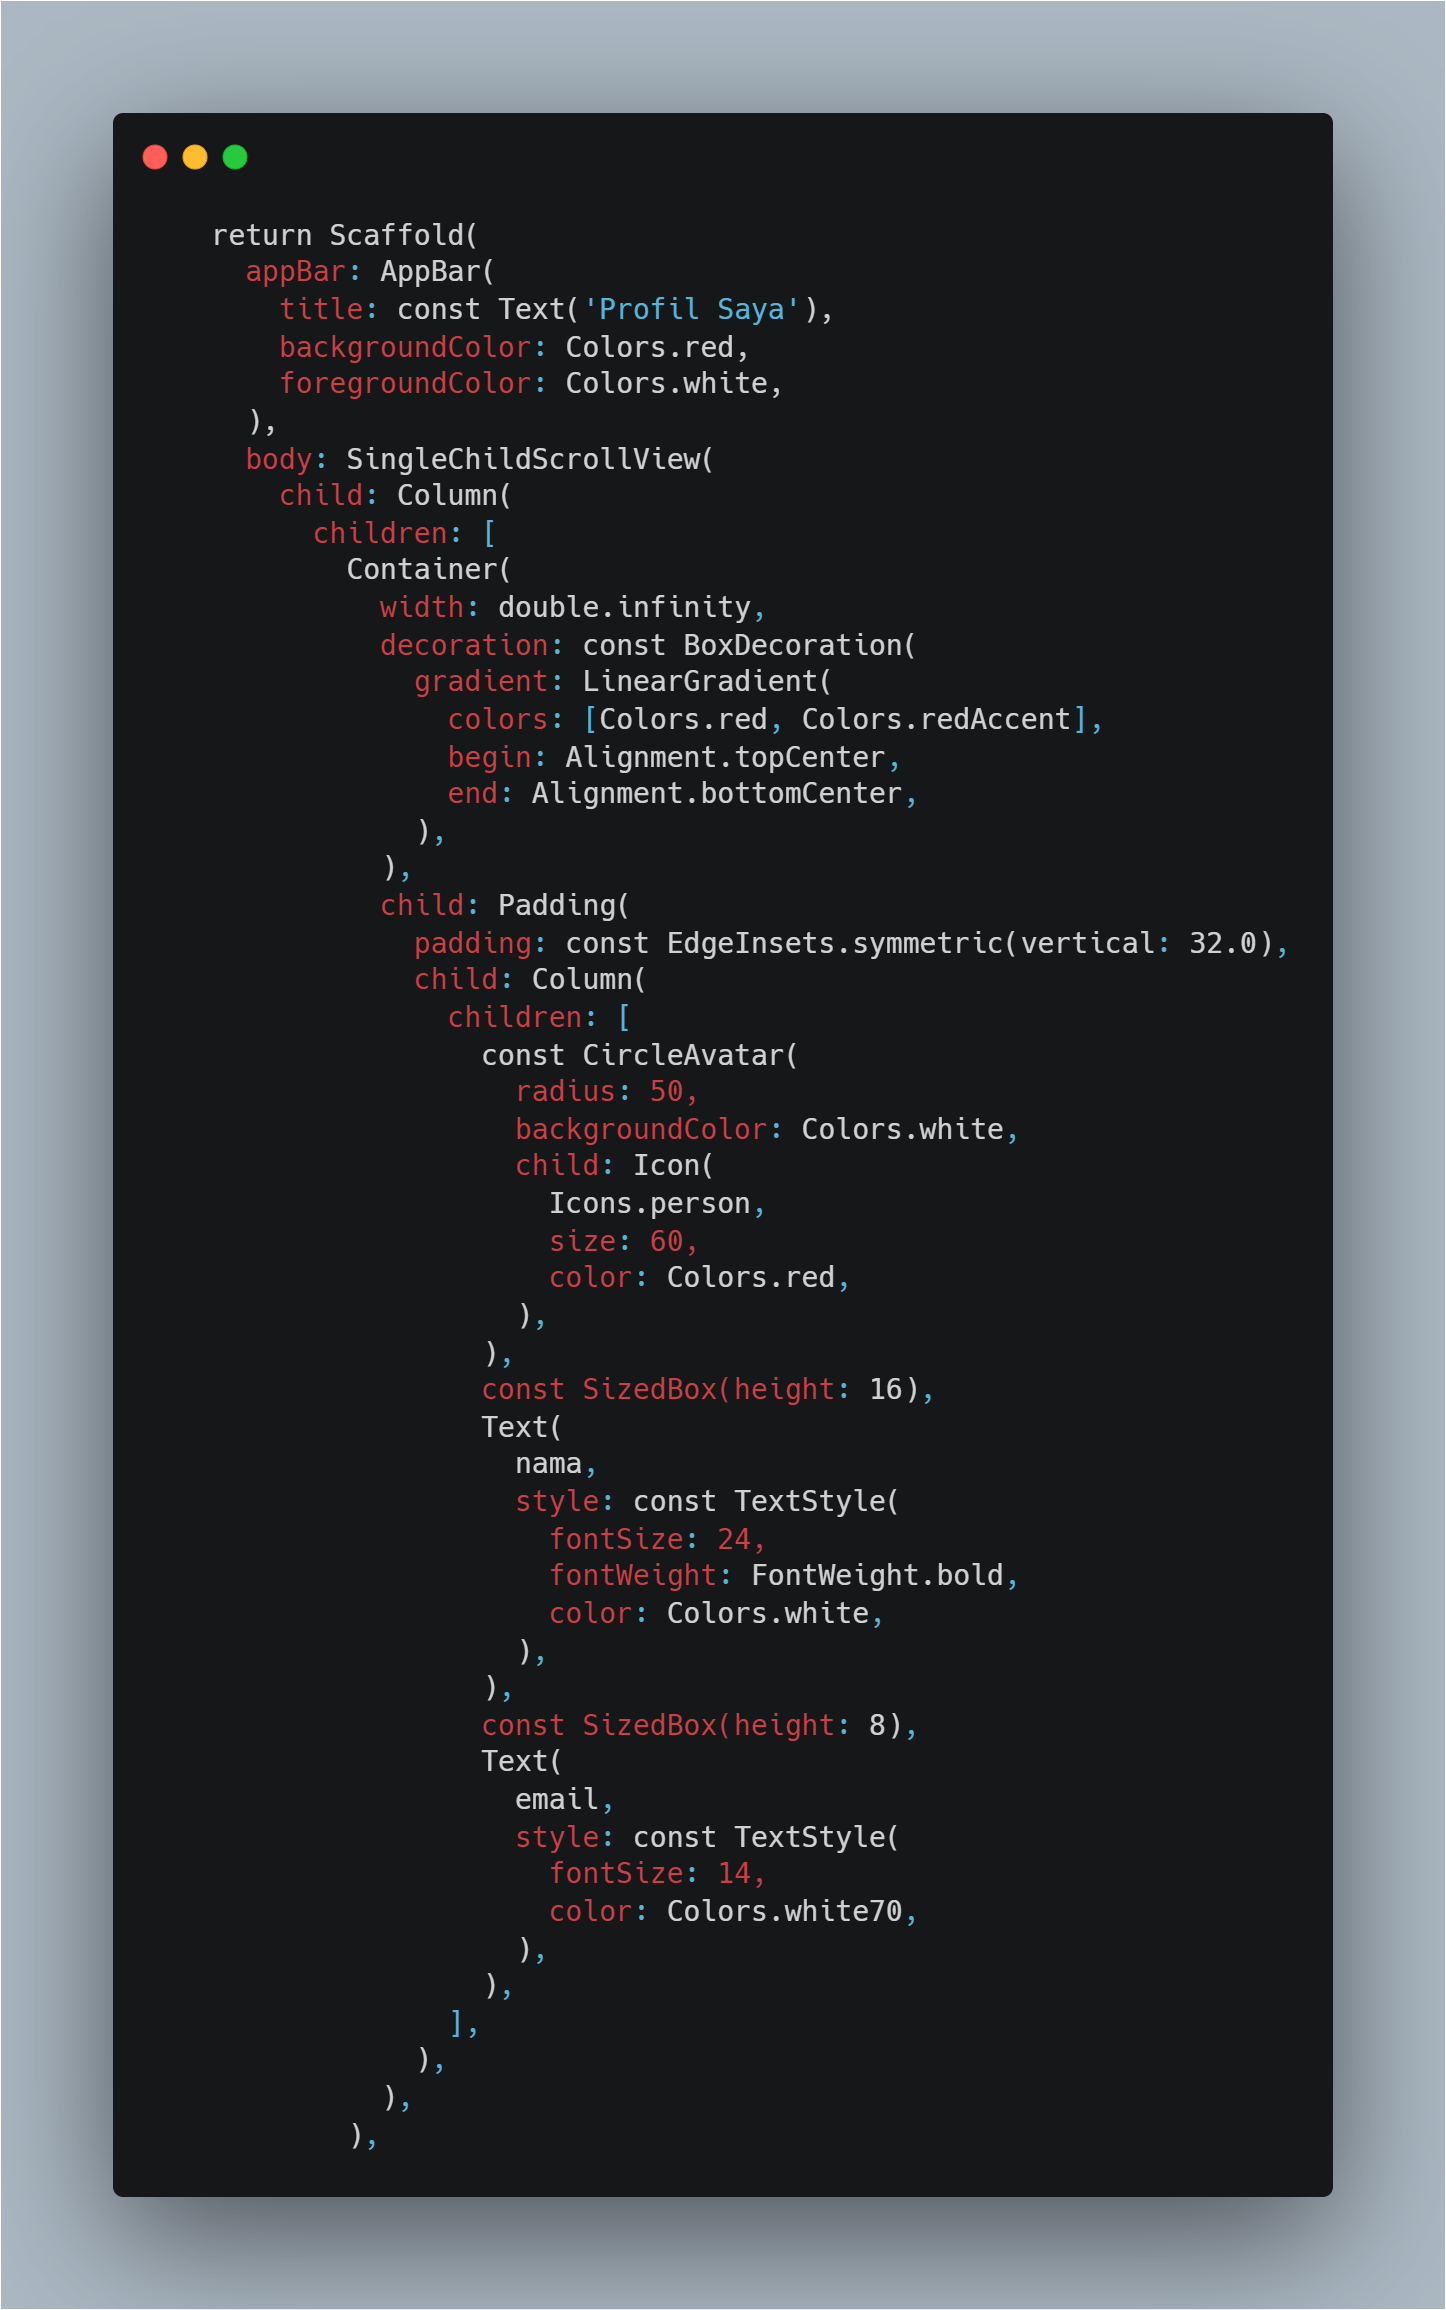 return Scaffold(
  appBar: AppBar(
    title: const Text('Profil Saya'),
    backgroundColor: Colors.red,
    foregroundColor: Colors.white,
  ),
  body: SingleChildScrollView(
    child: Column(
      children: [
        Container(
          width: double.infinity,
          decoration: const BoxDecoration(
            gradient: LinearGradient(
              colors: [Colors.red, Colors.redAccent],
              begin: Alignment.topCenter,
              end: Alignment.bottomCenter,
            ),
          ),
          child: Padding(
            padding: const EdgeInsets.symmetric(vertical: 32.0),
            child: Column(
              children: [
                const CircleAvatar(
                  radius: 50,
                  backgroundColor: Colors.white,
                  child: Icon(
                    Icons.person,
                    size: 60,
                    color: Colors.red,
                  ),
                ),
                const SizedBox(height: 16),
                Text(
                  nama,
                  style: const TextStyle(
                    fontSize: 24,
                    fontWeight: FontWeight.bold,
                    color: Colors.white,
                  ),
                ),
                const SizedBox(height: 8),
                Text(
                  email,
                  style: const TextStyle(
                    fontSize: 14,
                    color: Colors.white70,
                  ),
                ),
              ],
            ),
          ),
        ),